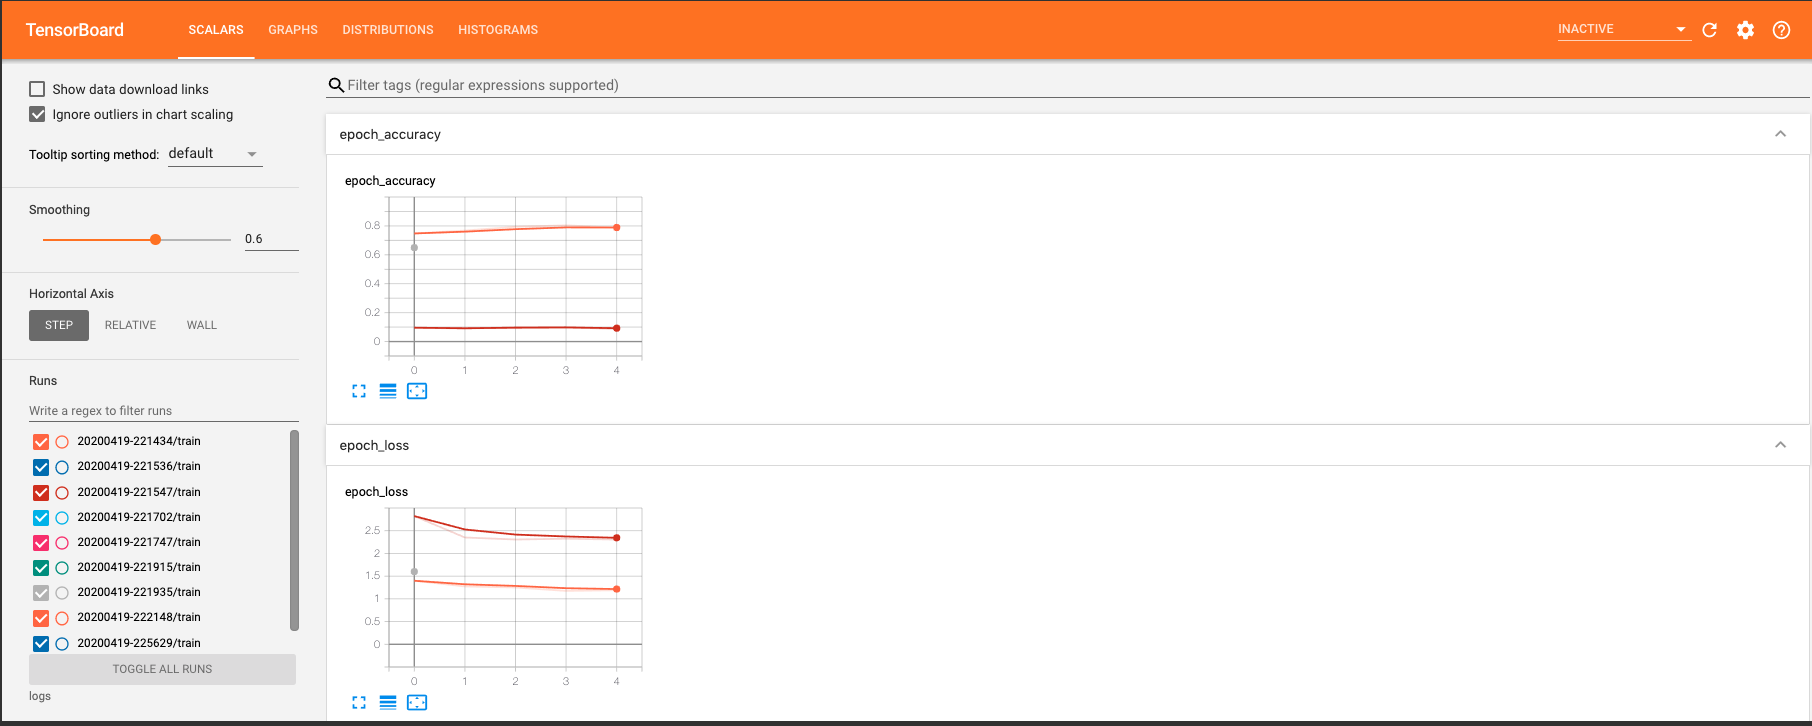 TensorBoard SCALARS GRAPHS DISTRIBUTIONS HISTOGRAMS INACTIVE
Show data download links
Ignore outliers in chart scaling
Tooltip sorting method: default
Smoothing
0.6
Horizontal Axis
STEP RELATIVE WALL
Runs
Write a regex to filter runs
20200419-221434/train
20200419-221536/train
20200419-221547/train
20200419-221702/train
20200419-221747/train
20200419-221915/train
20200419-221935/train
20200419-222148/train
20200419-225629/train
TOGGLE ALL RUNS
logs
Filter tags (regular expressions supported)
epoch_accuracy
epoch_accuracy
0.8
0.6
0.4
0.2
0
0 1 2 3 4
epoch_loss
epoch_loss
2.5
2
1.5
1
0.5
0
0 1 2 3 4